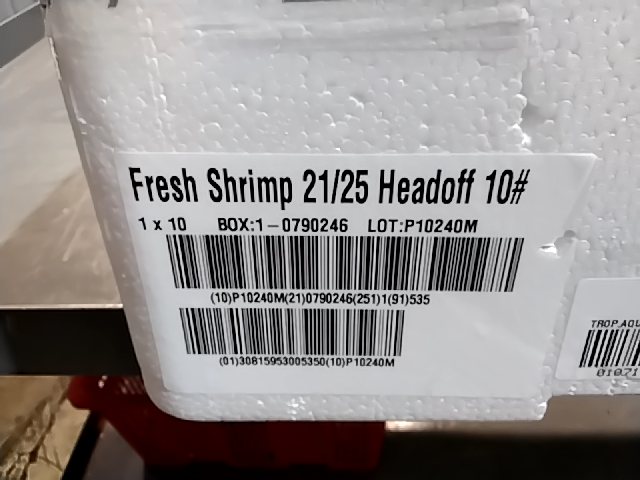 Fresh Shrimp 21/25 Headoff 10#
1 x 10 BOX:1-0790246 LOT:P10240M
(10)P10240M(21)0790246(251)1(91)535
(01)30815953005350(10)P10240M
TROP.AQU
01071